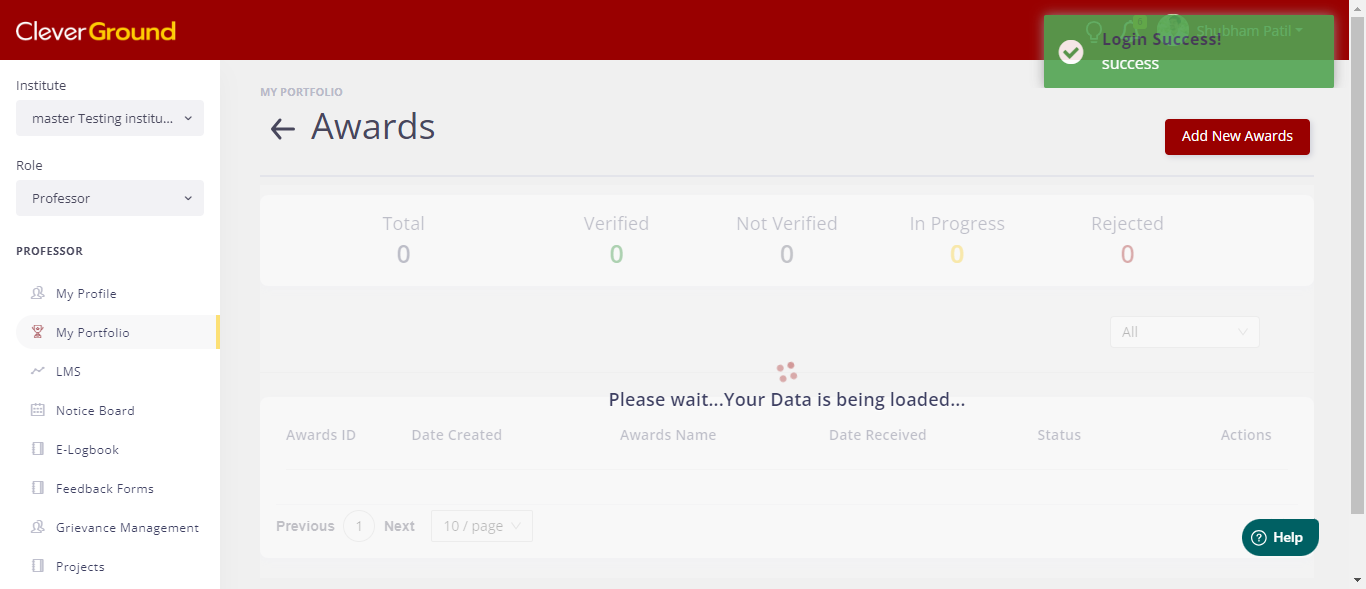 CleverGround
0
Shubham Patil
Login Success!
success
Institute
master Testing institu...
Role
Professor
PROFESSOR
My Profile
My Portfolio
LMS
Notice Board
E-Logbook
Feedback Forms
Grievance Management
Projects
MY PORTFOLIO
Awards
Add New Awards
Total
0
Verified
0
Not Verified
0
In Progress
0
Rejected
0
All
Please wait...Your Data is being loaded...
Awards ID Date Created Awards Name Date Received Status Actions
Previous 1 Next 10 / page
? Help